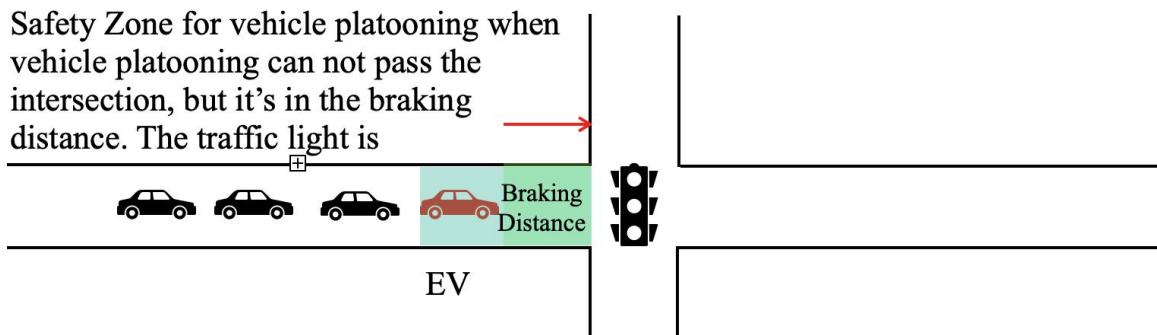 Safety Zone for vehicle platooning when
vehicle platooning can not pass the
intersection, but it’s in the braking
distance. The traffic light is
Braking
Distance
EV